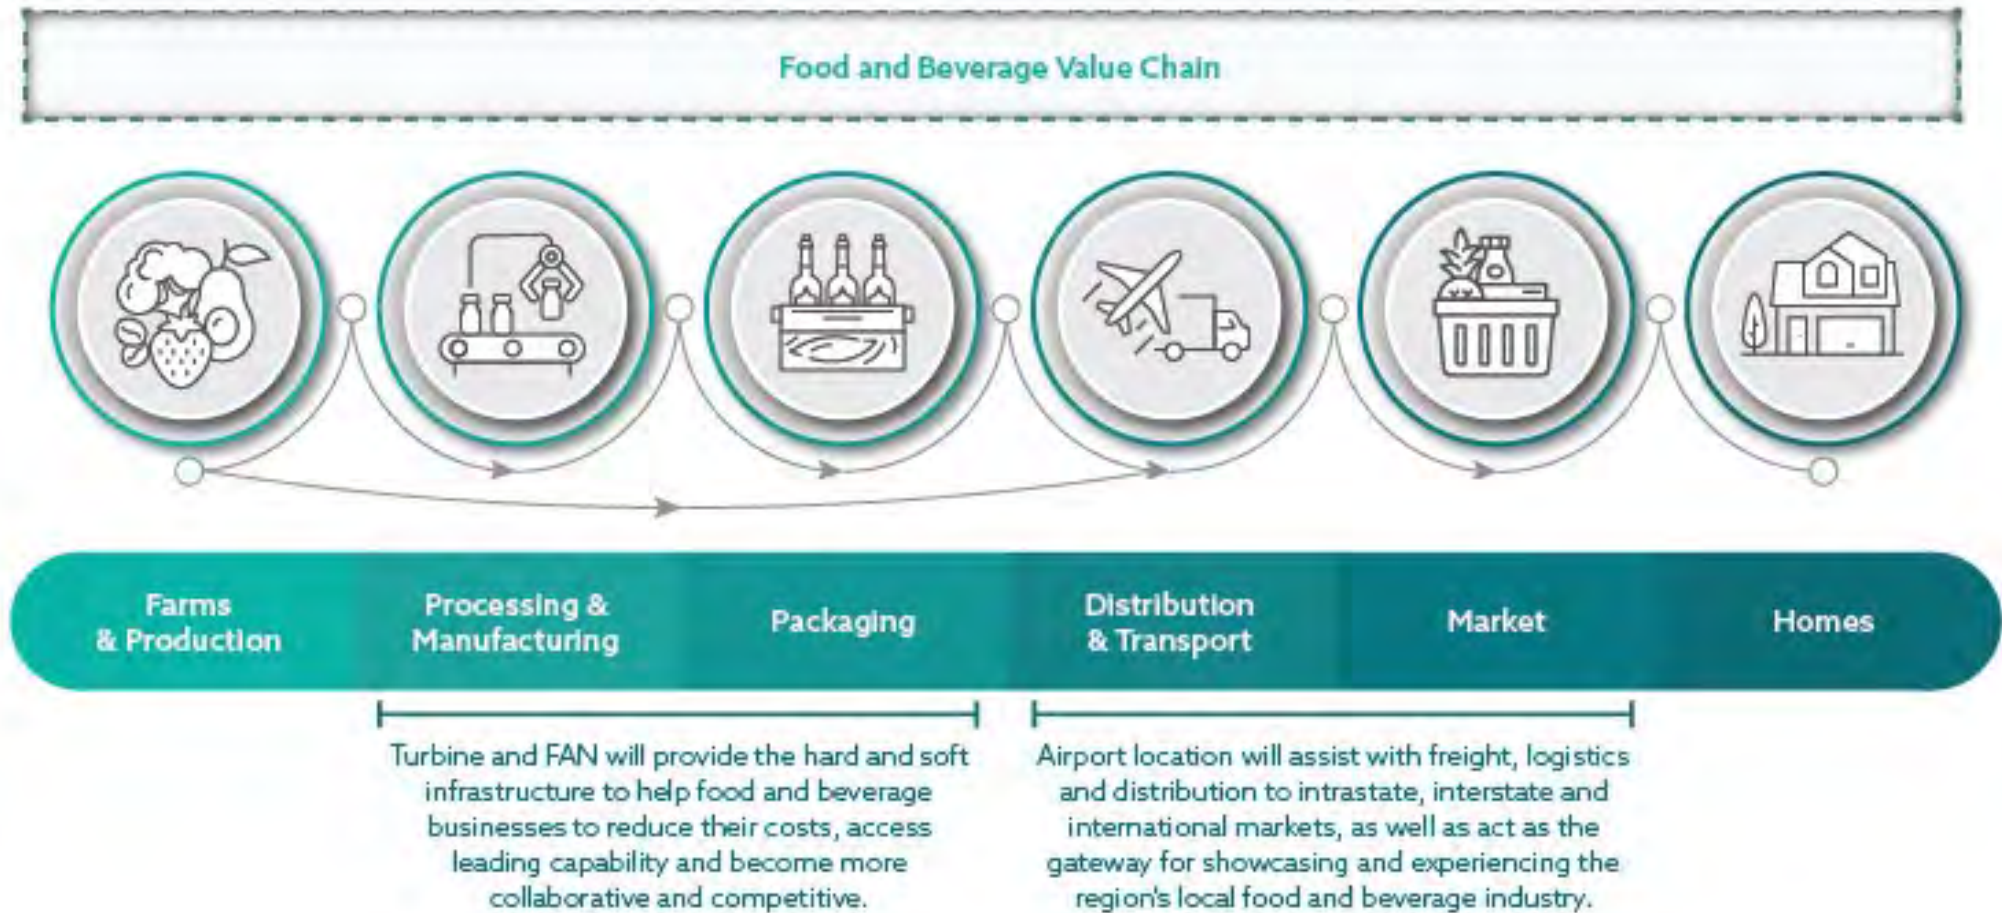 Food and Beverage Value Chain
Farms
& Production
Processing &
Manufacturing
Packaging
Distribution
& Transport
Market
Homes
Turbine and FAN will provide the hard and soft
infrastructure to help food and beverage
businesses to reduce their costs, access
leading capability and become more
collaborative and competitive.
Airport location will assist with freight, logistics
and distribution to intrastate, interstate and
international markets, as well as act as the
gateway for showcasing and experiencing the
region's local food and beverage industry.